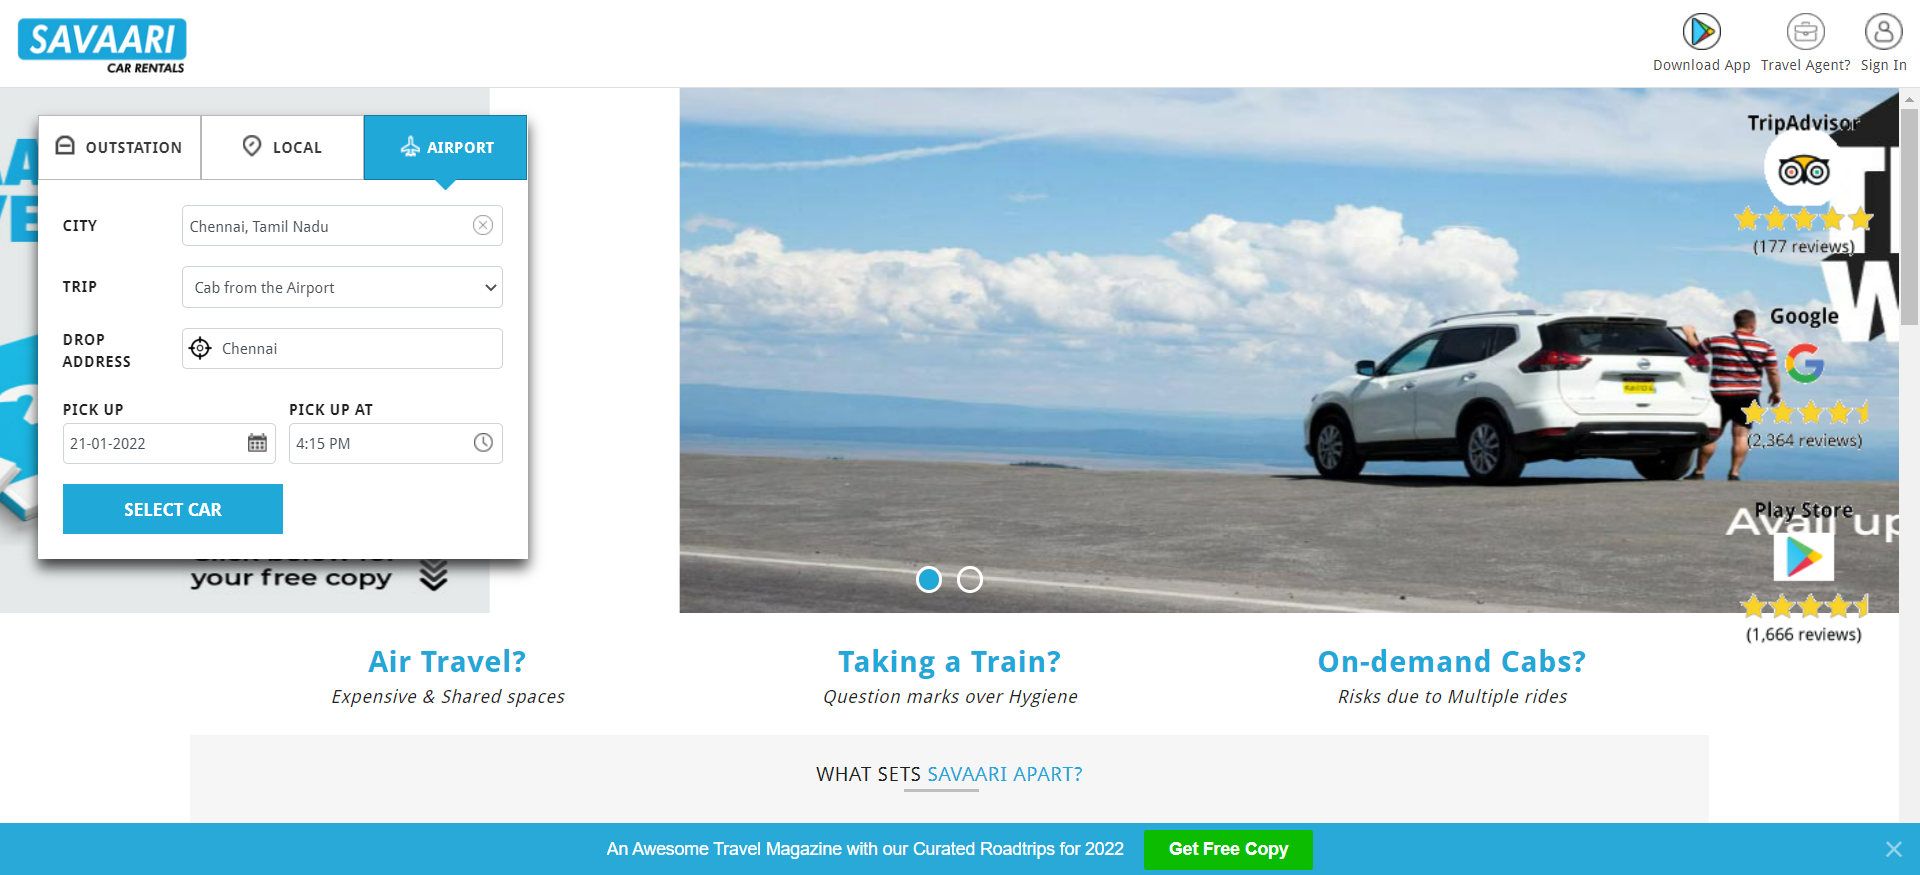 SAVAARI
CAR RENTALS
Download App
Travel Agent?
Sign In
OUTSTATION
LOCAL
AIRPORT
CITY
Chennai, Tamil Nadu
TRIP
Cab from the Airport
DROP
ADDRESS
Chennai
PICK UP
PICK UP AT
21-01-2022
4:15 PM
SELECT CAR
your free copy
TripAdvisor
(177 reviews)
Google
(2,364 reviews)
Play Store
Avail up
(1,666 reviews)
Air Travel?
Expensive & Shared spaces
Taking a Train?
Question marks over Hygiene
On-demand Cabs?
Risks due to Multiple rides
WHAT SETS SAVAARI APART?
An Awesome Travel Magazine with our Curated Roadtrips for 2022
Get Free Copy